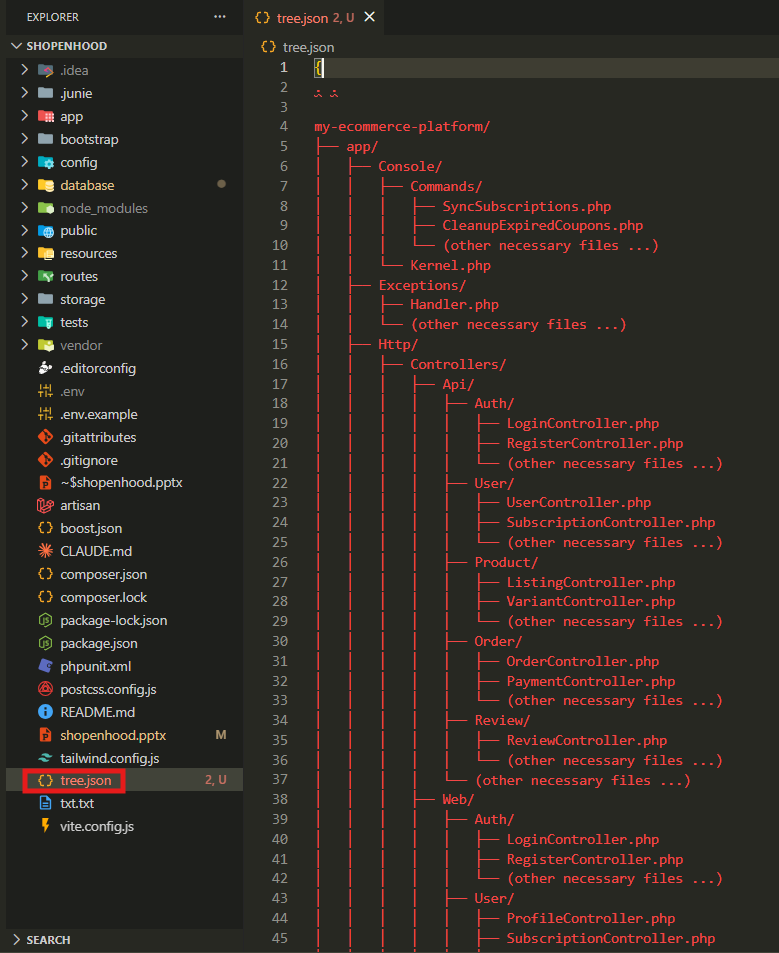 EXPLORER
...
SHOPENHOOD
.idea
.junie
app
bootstrap
config
database
node_modules
public
resources
routes
storage
tests
vendor
.editorconfig
.env
.env.example
.gitattributes
.gitignore
~$shopenhood.pptx
artisan
boost.json
CLAUDE.md
composer.json
composer.lock
package-lock.json
package.json
phpunit.xml
postcss.config.js
README.md
shopenhood.pptx M
tailwind.config.js
tree.json 2, U
txt.txt
vite.config.js
SEARCH
tree.json 2, U
tree.json
1 {
2
3
4 my-ecommerce-platform/
5 ├── app/
6 │   ├── Console/
7 │   │   ├── Commands/
8 │   │   │   ├── SyncSubscriptions.php
9 │   │   │   ├── CleanupExpiredCoupons.php
10 │   │   │   └── (other necessary files ...)
11 │   │   └── Kernel.php
12 │   ├── Exceptions/
13 │   │   ├── Handler.php
14 │   │   └── (other necessary files ...)
15 │   ├── Http/
16 │   │   ├── Controllers/
17 │   │   │   ├── Api/
18 │   │   │   │   ├── Auth/
19 │   │   │   │   │   ├── LoginController.php
20 │   │   │   │   │   ├── RegisterController.php
21 │   │   │   │   │   └── (other necessary files ...)
22 │   │   │   │   ├── User/
23 │   │   │   │   │   ├── UserController.php
24 │   │   │   │   │   ├── SubscriptionController.php
25 │   │   │   │   │   └── (other necessary files ...)
26 │   │   │   │   ├── Product/
27 │   │   │   │   │   ├── ListingController.php
28 │   │   │   │   │   ├── VariantController.php
29 │   │   │   │   │   └── (other necessary files ...)
30 │   │   │   │   ├── Order/
31 │   │   │   │   │   ├── OrderController.php
32 │   │   │   │   │   ├── PaymentController.php
33 │   │   │   │   │   └── (other necessary files ...)
34 │   │   │   │   ├── Review/
35 │   │   │   │   │   ├── ReviewController.php
36 │   │   │   │   │   └── (other necessary files ...)
37 │   │   │   │   └── (other necessary files ...)
38 │   │   │   ├── Web/
39 │   │   │   │   ├── Auth/
40 │   │   │   │   │   ├── LoginController.php
41 │   │   │   │   │   ├── RegisterController.php
42 │   │   │   │   │   └── (other necessary files ...)
43 │   │   │   │   ├── User/
44 │   │   │   │   │   ├── ProfileController.php
45 │   │   │   │   │   ├── SubscriptionController.php